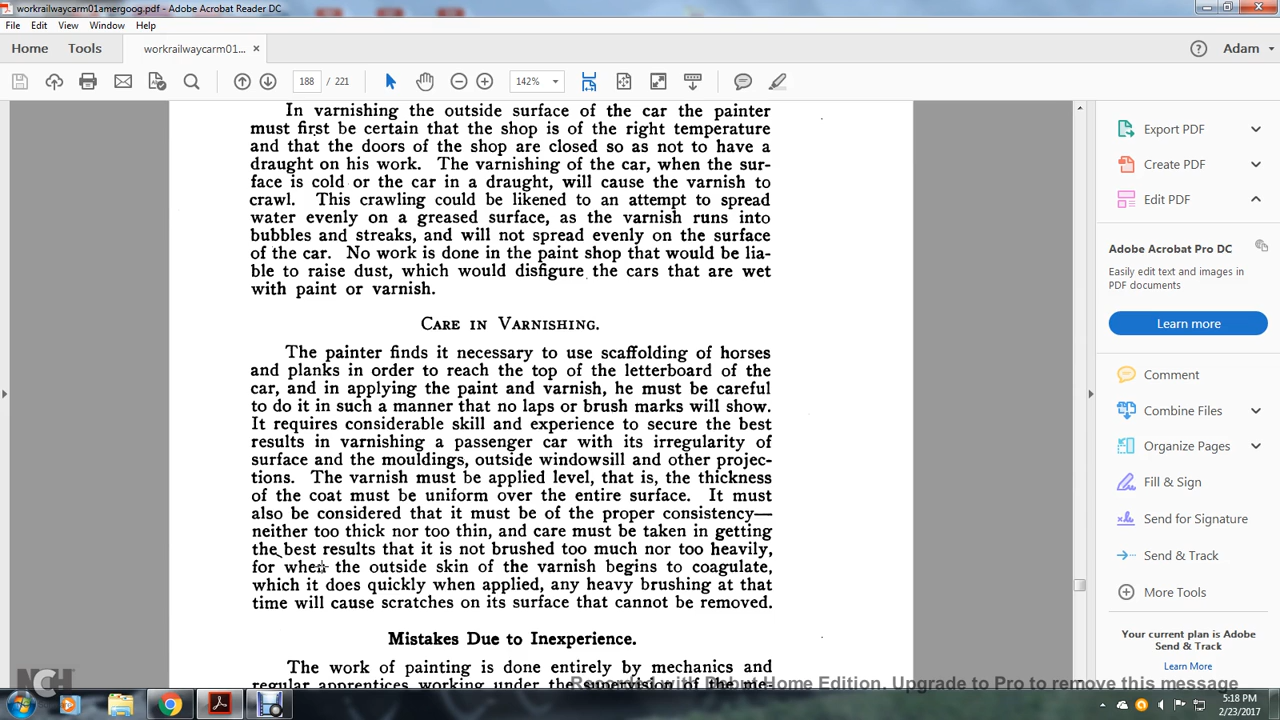 workrailwaycarm01amergoog.pdf - Adobe Acrobat Reader DC
File Edit View Window Help
Home Tools workrailwaycarm01... × Adam
188 / 221 142%
In varnishing the outside surface of the car the painter
must first be certain that the shop is of the right temperature
and that the doors of the shop are closed so as not to have a
draught on his work. The varnishing of the car, when the sur-
face is cold or the car in a draught, will cause the varnish to
crawl. This crawling could be likened to an attempt to spread
water evenly on a greased surface, as the varnish runs into
bubbles and streaks, and will not spread evenly on the surface
of the car. No work is done in the paint shop that would be lia-
ble to raise dust, which would disfigure the cars that are wet
with paint or varnish.
Care in Varnishing.
The painter finds it necessary to use scaffolding of horses
and planks in order to reach the top of the letterboard of the
car, and in applying the paint and varnish, he must be careful
to do it in such a manner that no laps or brush marks will show.
It requires considerable skill and experience to secure the best
results in varnishing a passenger car with its irregularity of
surface and the mouldings, outside windowsill and other projec-
tions. The varnish must be applied level, that is, the thickness
of the coat must be uniform over the entire surface. It must
also be considered that it must be of the proper consistency—
neither too thick nor too thin, and care must be taken in getting
the best results that it is not brushed too much nor too heavily,
for when the outside skin of the varnish begins to coagulate,
which it does quickly when applied, any heavy brushing at that
time will cause scratches on its surface that cannot be removed.
Mistakes Due to Inexperience.
The work of painting is done entirely by mechanics and
regular apprentices working under the supervision of the me-
Export PDF
Create PDF
Edit PDF
Adobe Acrobat Pro DC
Easily edit text and images in
PDF documents
Learn more
Comment
Combine Files
Organize Pages
Fill & Sign
Send for Signature
Send & Track
More Tools
Your current plan is Adobe
Send & Track
Learn More
NCH
Recorded with Debut Home Edition. Upgrade to Pro to remove this message
5:18 PM
2/23/2017